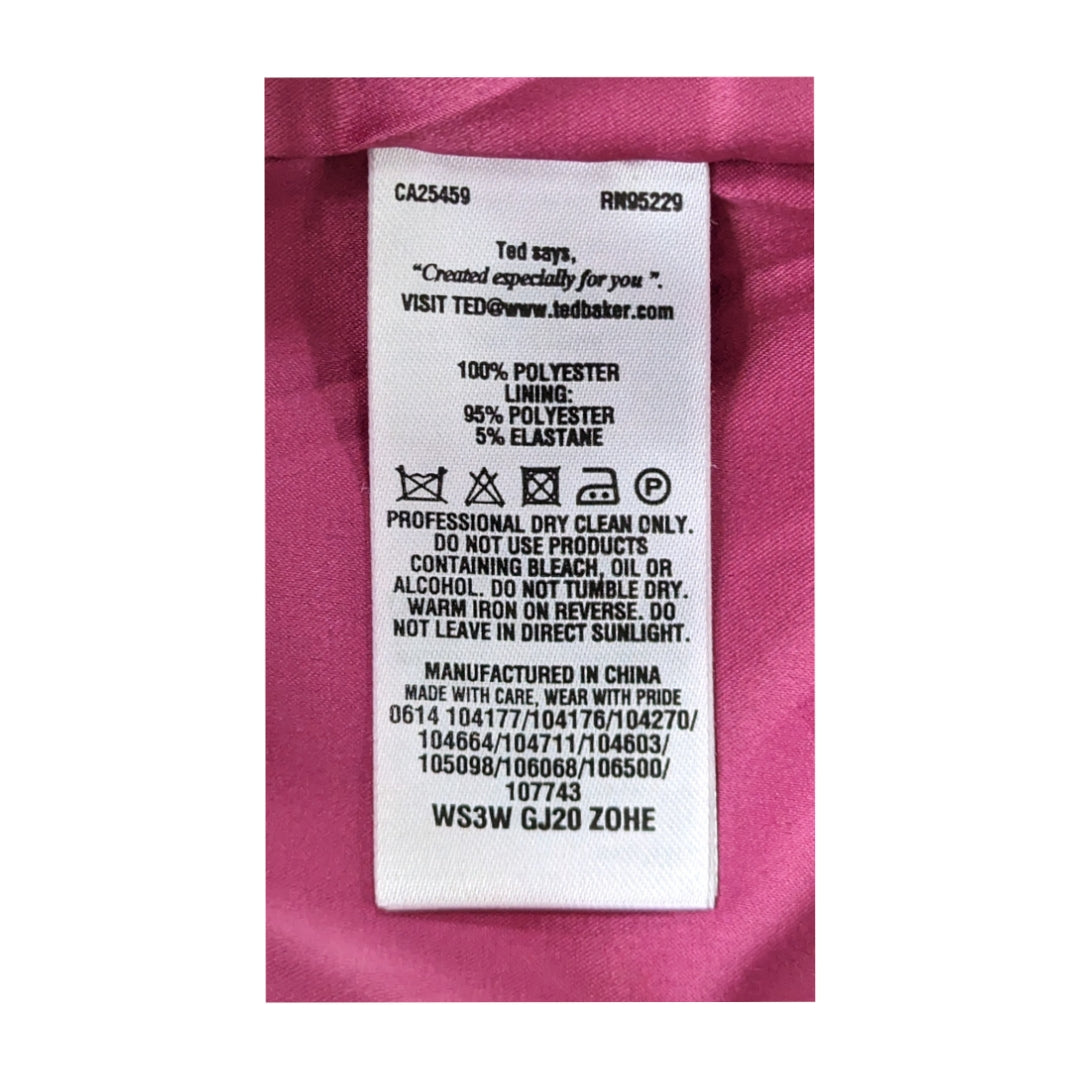 CA25459 RN95229
Ted says,
“Created especially for you ”.
VISIT TED@www.tedbaker.com
100% POLYESTER
LINING:
95% POLYESTER
5% ELASTANE
P
PROFESSIONAL DRY CLEAN ONLY.
DO NOT USE PRODUCTS
CONTAINING BLEACH, OIL OR
ALCOHOL. DO NOT TUMBLE DRY.
WARM IRON ON REVERSE. DO
NOT LEAVE IN DIRECT SUNLIGHT.
MANUFACTURED IN CHINA
MADE WITH CARE, WEAR WITH PRIDE
0614 104177/104176/104270/
104664/104711/104603/
105098/106068/106500/
107743
WS3W GJ20 ZOHE